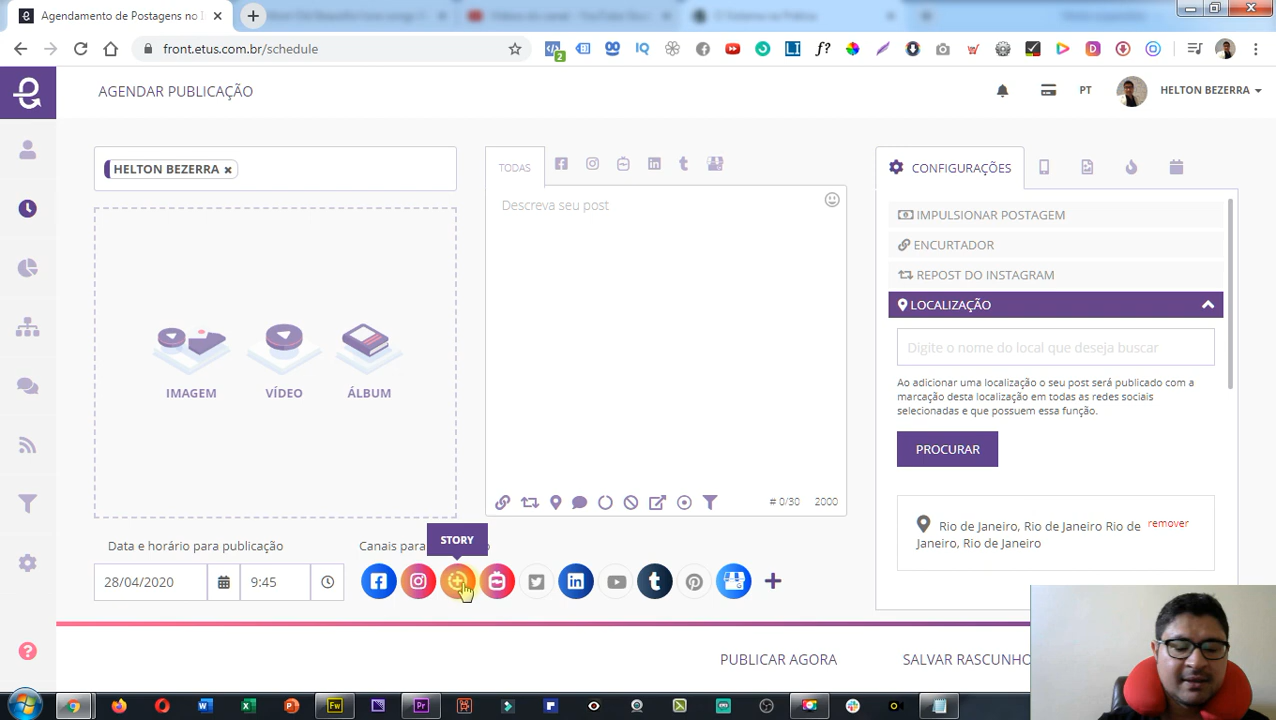 Agendamento de Postagens no I
front.etus.com.br/schedule
2
AGENDAR PUBLICAÇÃO
PT
HELTON BEZERRA
HELTON BEZERRA ×
TODAS
Descreva seu post
CONFIGURAÇÕES
IMPULSIONAR POSTAGEM
ENCURTADOR
REPOST DO INSTAGRAM
LOCALIZAÇÃO
Digite o nome do local que deseja buscar
Ao adicionar uma localização o seu post será publicado com a
marcação desta localização em todas as redes sociais
selecionadas e que possuem essa função.
PROCURAR
Rio de Janeiro, Rio de Janeiro Rio de
Janeiro, Rio de Janeiro
remover
IMAGEM
VÍDEO
ÁLBUM
# 0/30
2000
Data e horário para publicação
28/04/2020
9:45
Canais para
STORY
PUBLICAR AGORA
SALVAR RASCUNHO